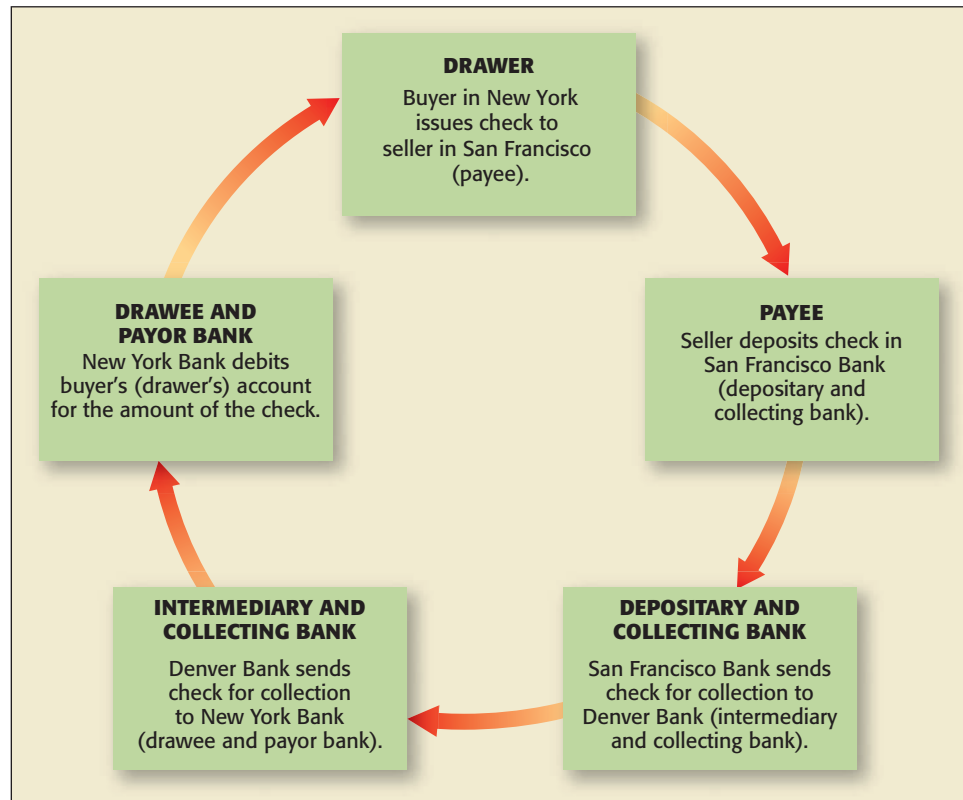 DRAWER
Buyer in New York
issues check to
seller in San Francisco
(payee).
PAYEE
Seller deposits check in
San Francisco Bank
(depositary and
collecting bank).
DEPOSITARY AND
COLLECTING BANK
San Francisco Bank sends
check for collection to
Denver Bank (intermediary
and collecting bank).
INTERMEDIARY AND
COLLECTING BANK
Denver Bank sends
check for collection
to New York Bank
(drawee and payor bank).
DRAWEE AND
PAYOR BANK
New York Bank debits
buyer’s (drawer’s) account
for the amount of the check.